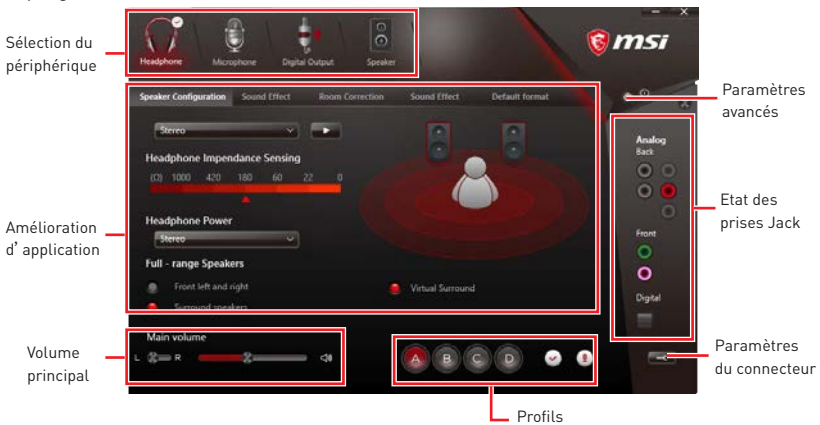 Sélection du
périphérique
Headphone Microphone Digital Output Speaker
msi
Paramètres
avancés
Speaker Configuration Sound Effect Room Correction Sound Effect Default format
Stereo
Headphone Impendance Sensing
(Ω) 1000 420 180 60 22 0
Headphone Power
Stereo
Full - range Speakers
Front left and right
Virtual Surround
Surround speakers
Amélioration
d’application
Analog
Back
Front
Digital
Etat des
prises Jack
Main volume
L R
Volume
principal
A B C D
Profils
Paramètres
du connecteur